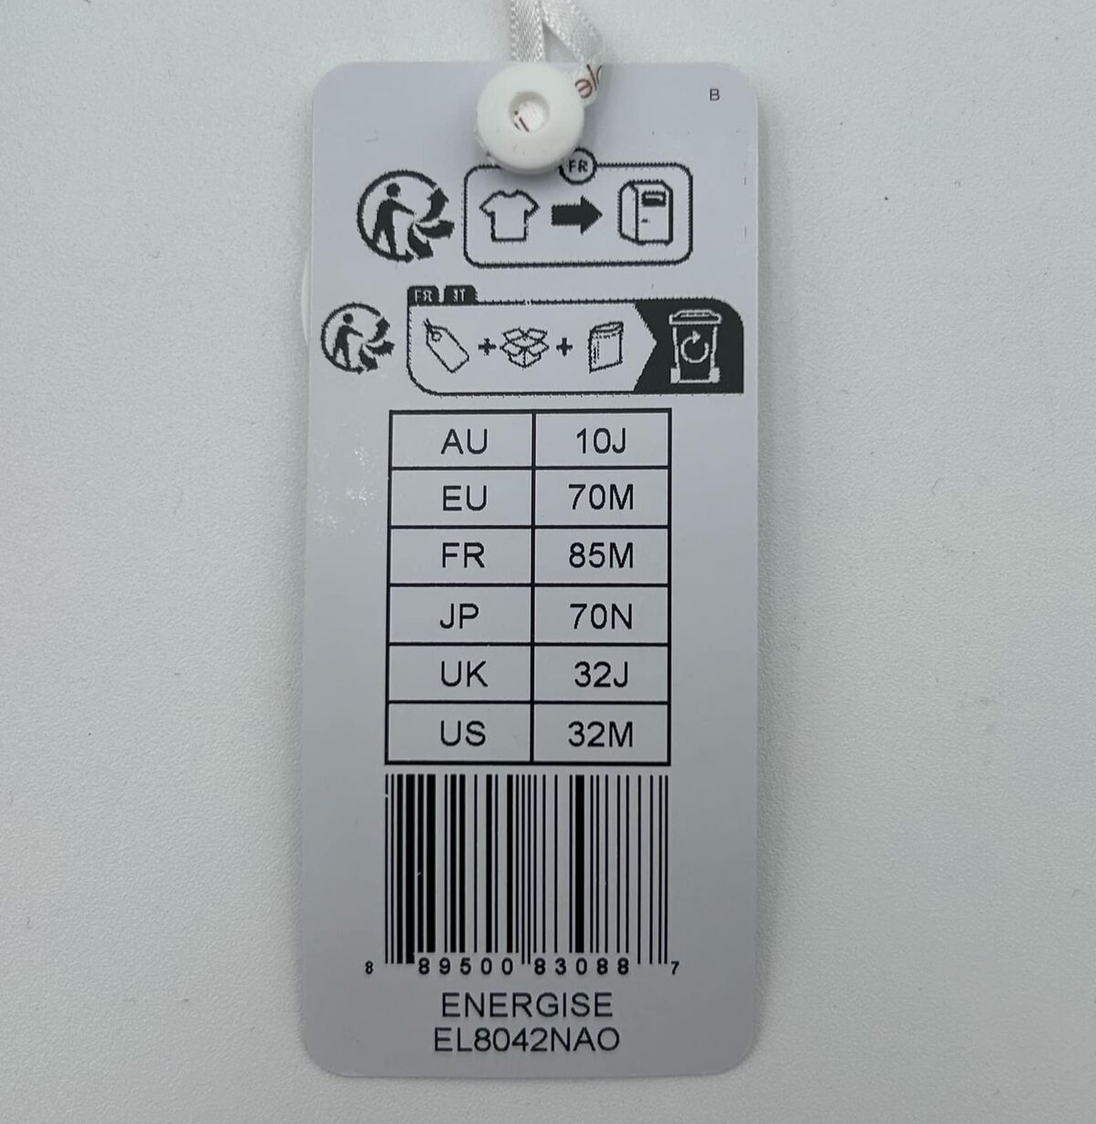 B
FR
FR IT
AU 10J
EU 70M
FR 85M
JP 70N
UK 32J
US 32M
8 89500 83088 7
ENERGISE
EL8042NAO